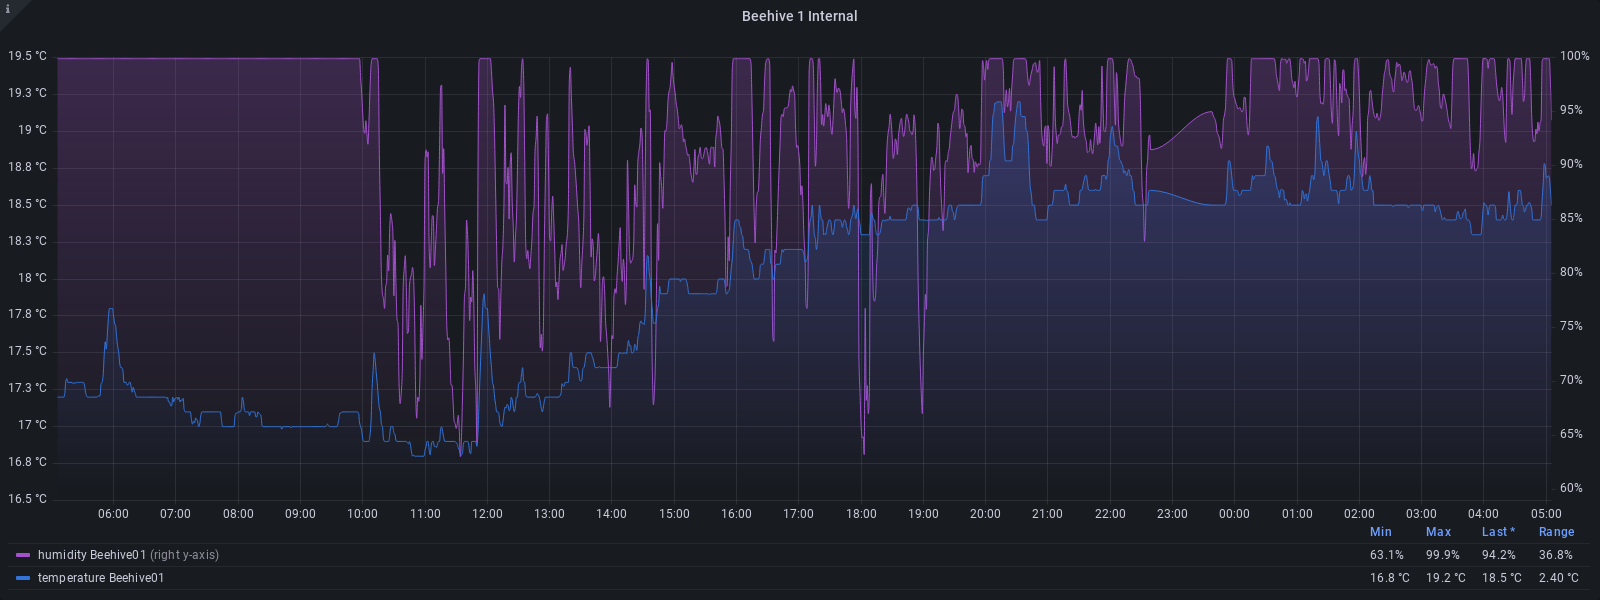 i
Beehive 1 Internal
19.5 °C 100%
19.3 °C 95%
19 °C 90%
18.8 °C 85%
18.5 °C 80%
18.3 °C 75%
18 °C 70%
17.8 °C 65%
17.5 °C 60%
17.3 °C
17 °C
16.8 °C
16.5 °C
06:00 07:00 08:00 09:00 10:00 11:00 12:00 13:00 14:00 15:00 16:00 17:00 18:00 19:00 20:00 21:00 22:00 23:00 00:00 01:00 02:00 03:00 04:00 05:00
Min Max Last * Range
humidity Beehive01 (right y-axis) 63.1% 99.9% 94.2% 36.8%
temperature Beehive01 16.8 °C 19.2 °C 18.5 °C 2.40 °C